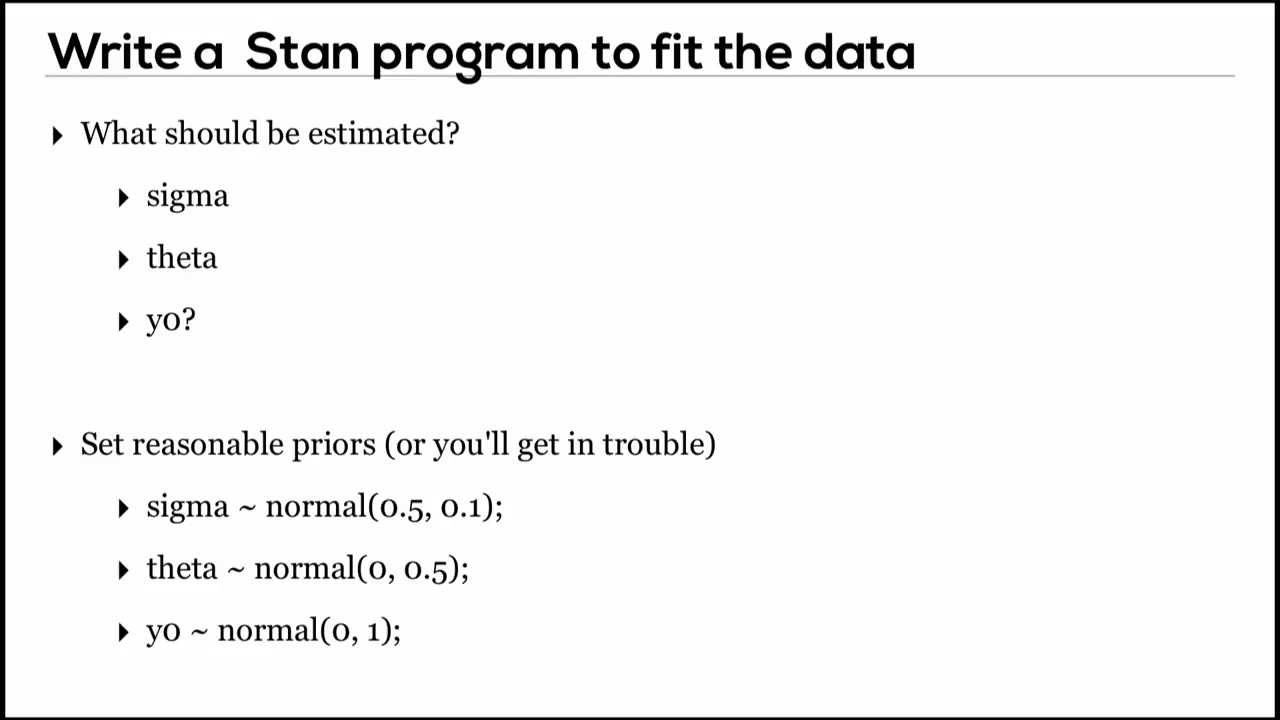 Write a  Stan program to fit the data
What should be estimated?
sigma
theta
y0?
Set reasonable priors (or you'll get in trouble)
sigma ~ normal(0.5, 0.1);
theta ~ normal(0, 0.5);
y0 ~ normal(0, 1);